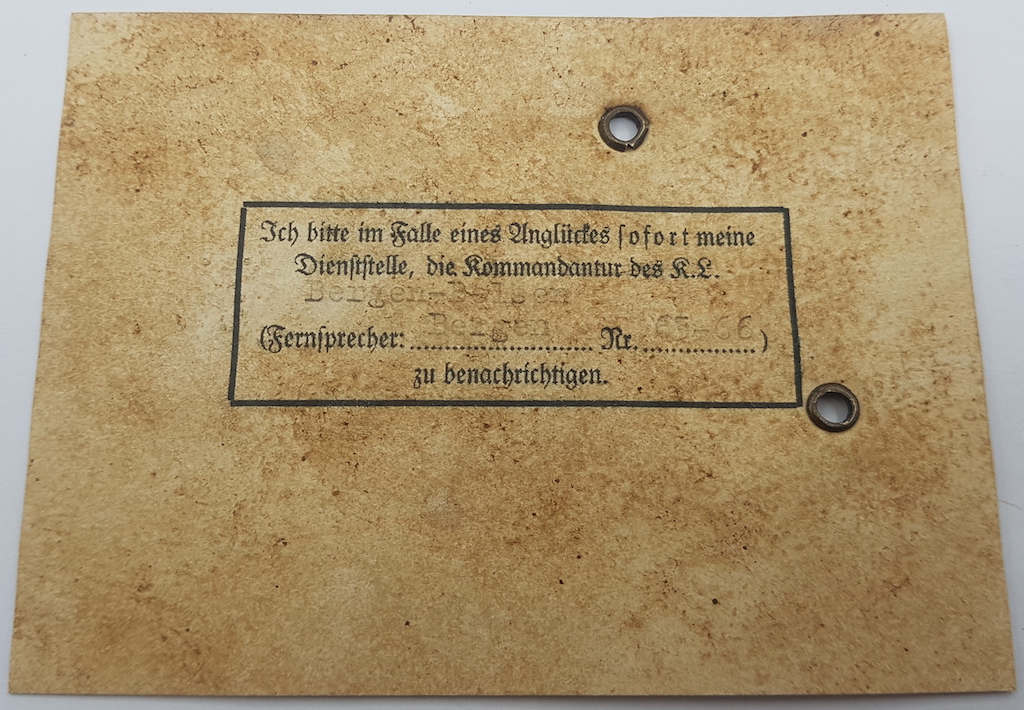 Ich bitte im Falle eines Unglückes sofort meine
Dienststelle, die Kommandantur des K.L.
Bergen-Belsen
Bergen 63 66
(Fernsprecher: .......................... Nr. ................)
zu benachrichtigen.